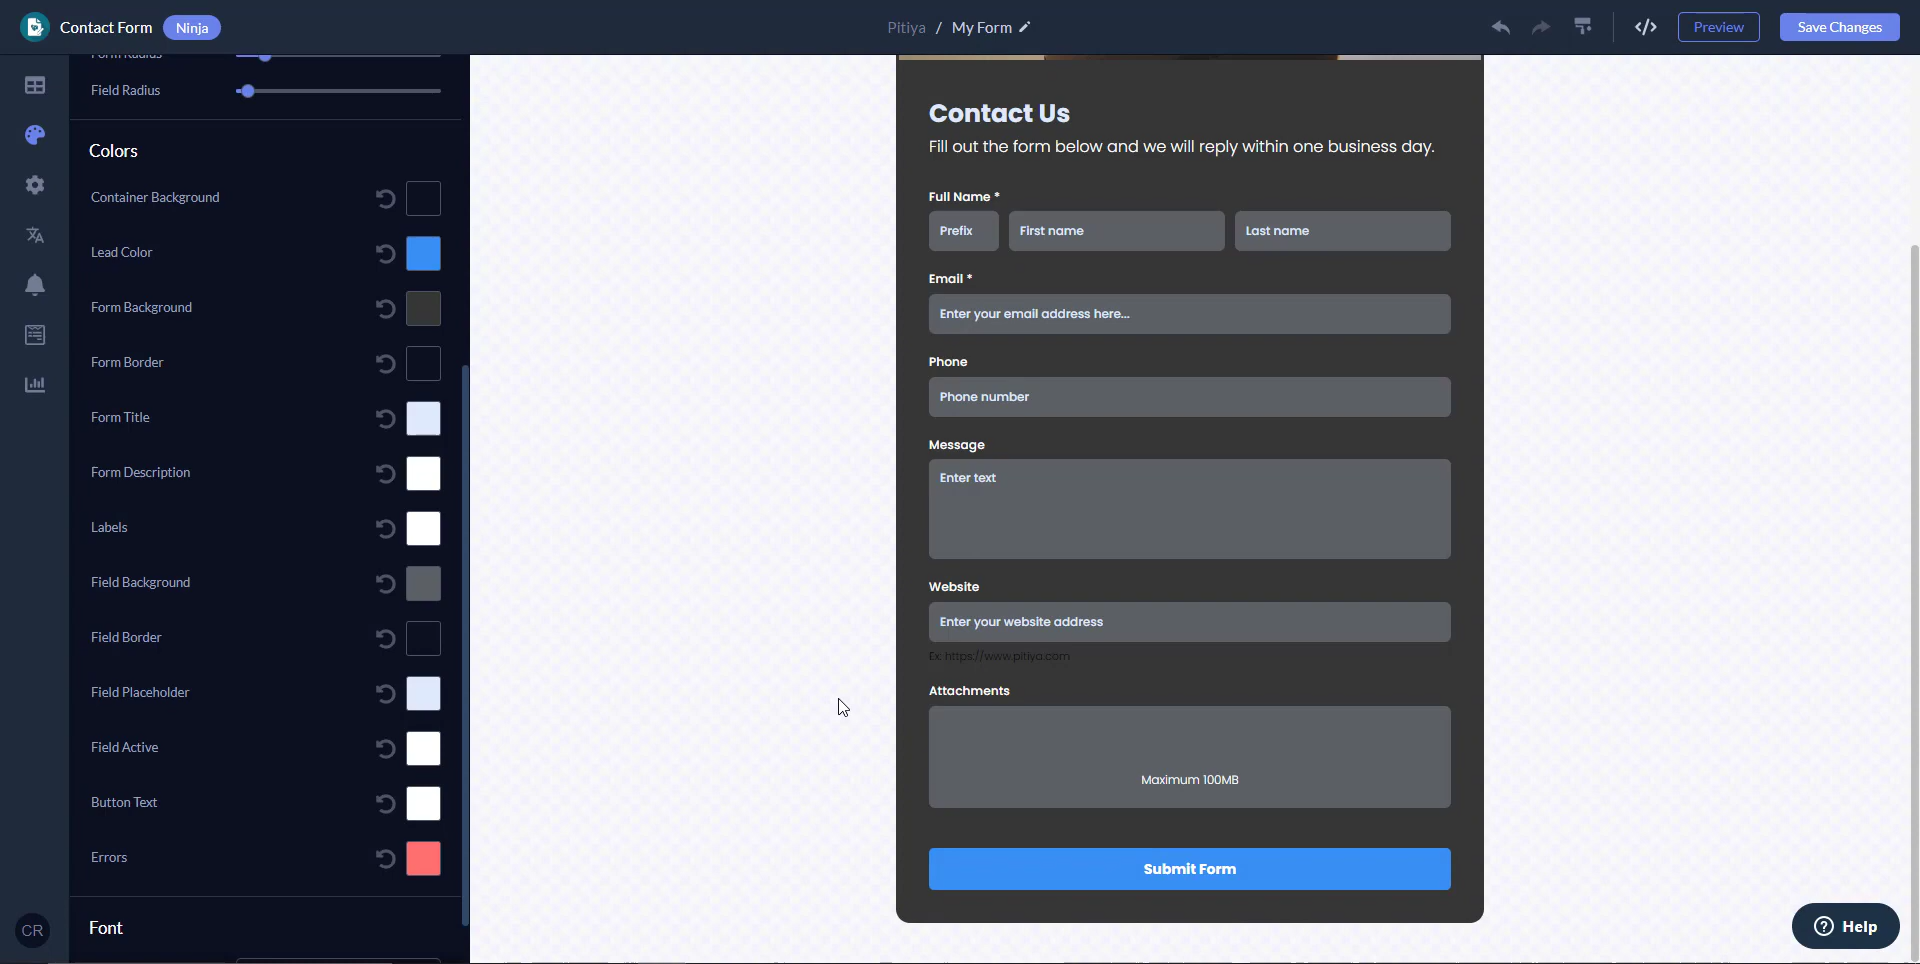 Contact Form
Ninja
Pitiya / My Form
Preview
Save Changes
Form Radius
Field Radius
Colors
Container Background
Lead Color
Form Background
Form Border
Form Title
Form Description
Labels
Field Background
Field Border
Field Placeholder
Field Active
Button Text
Errors
Font
CR
Contact Us
Fill out the form below and we will reply within one business day.
Full Name *
Prefix
First name
Last name
Email *
Enter your email address here...
Phone
Phone number
Message
Enter text
Website
Enter your website address
Ex: https://www.pitiya.com
Attachments
Maximum 100MB
Submit Form
Help